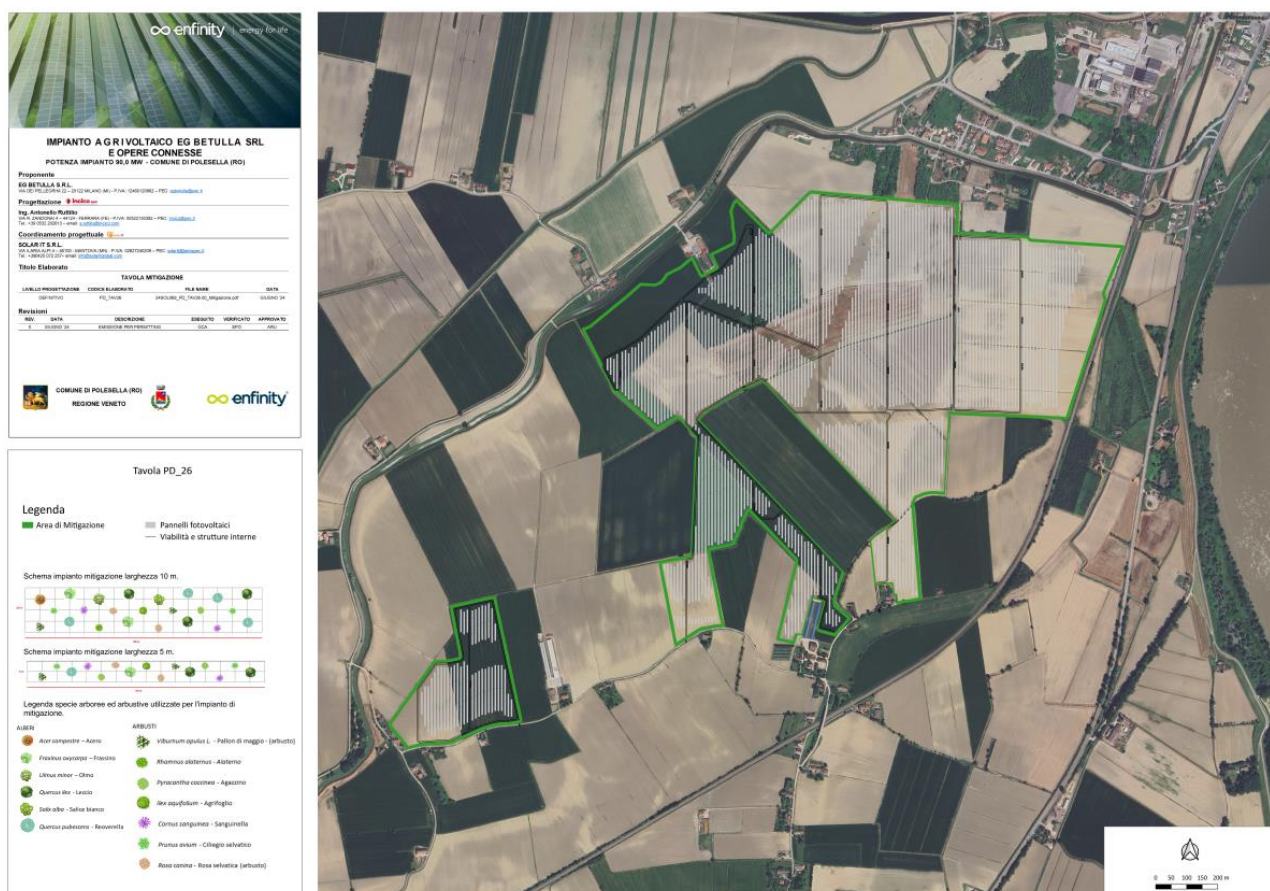 enfinity | energy for life
IMPIANTO AGRIVOLTAICO EG BETULLA SRL
E OPERE CONNESSE
POTENZA IMPIANTO 90,0 MW - COMUNE DI POLESELLA (RO)
Proponente
EG BETULLA S.R.L.
Progettazione incico
Ing. Antonello Ruttilio
Coordinamento progettuale
SOLAR IT S.R.L.
Titolo Elaborato
TAVOLA MITIGAZIONE
LIVELLO PROGETTAZIONE CODICE ELABORATO FILE NAME DATA
DEFINITIVO PD_TAV26 GIUGNO '24
Revisioni
REV. DATA DESCRIZIONE ESEGUITO VERIFICATO APPROVATO
0 GIUGNO '24 EMISSIONE PER PERMITTING
COMUNE DI POLESELLA (RO)
REGIONE VENETO
enfinity
Tavola PD_26
Legenda
Area di Mitigazione
Pannelli fotovoltaici
Viabilità e strutture interne
Schema impianto mitigazione larghezza 10 m.
Schema impianto mitigazione larghezza 5 m.
Legenda specie arboree ed arbustive utilizzate per l'impianto di
mitigazione.
ALBERI
Acer campestre – Acero
Fraxinus oxycarpa – Frassino
Ulmus minor – Olmo
Quercus ilex - Leccio
Salix alba - Salice bianco
Quercus pubescens - Roverella
ARBUSTI
Viburnum opulus L. - Pallon di maggio - (arbusto)
Rhamnus alaternus - Alaterno
Pyracantha coccinea – Agazzino
Ilex aquifolium - Agrifoglio
Cornus sanguinea - Sanguinella
Prunus avium - Ciliegio selvatico
Rosa canina - Rosa selvatica (arbusto)
0 50 100 150 200 m